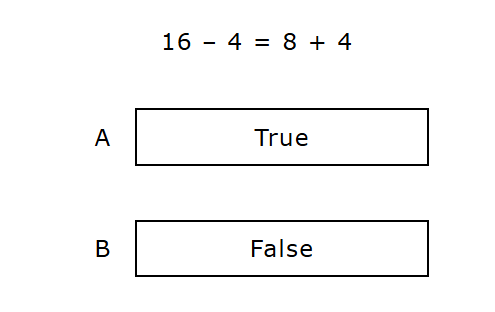 16 – 4 = 8 + 4
A True
B False